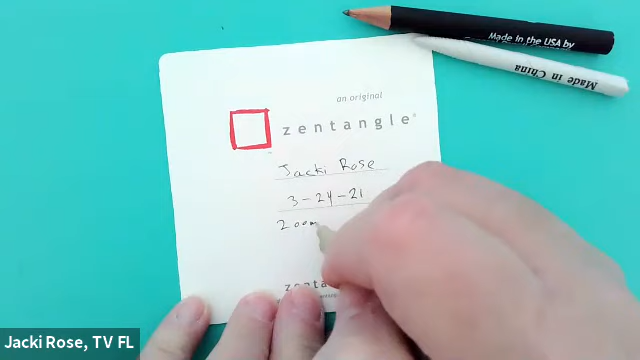 Made in the USA by
Made in China
an original
zentangle®
Jacki Rose
3-24-21
Zoom
Jacki Rose, TV FL